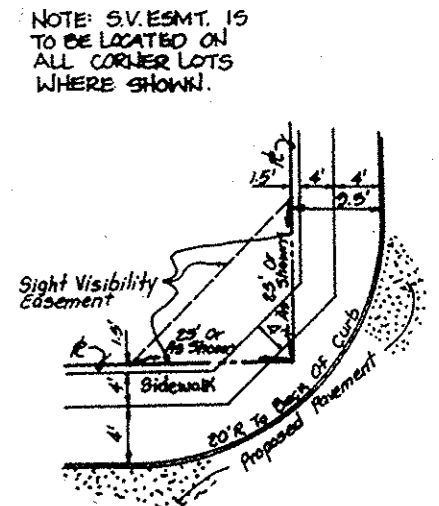 NOTE: S.V. ESMT. IS
TO BE LOCATED ON
ALL CORNER LOTS
WHERE SHOWN.
1.5'
4'
4'
9.5'
Sight Visibility
Easement
25' Or
As Shown
25' Or
As Shown
4'
1.5'
4'
4'
Sidewalk
20' R To Back Of Curb
Proposed Pavement